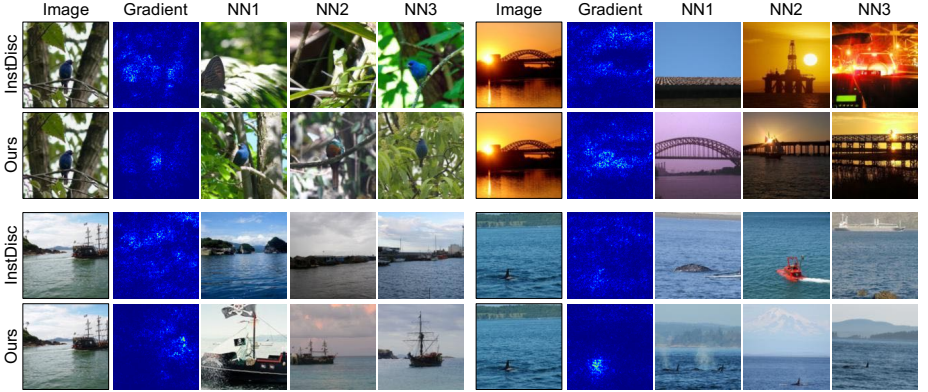 Image Gradient NN1 NN2 NN3 Image Gradient NN1 NN2 NN3
InstDisc
Ours
InstDisc
Ours